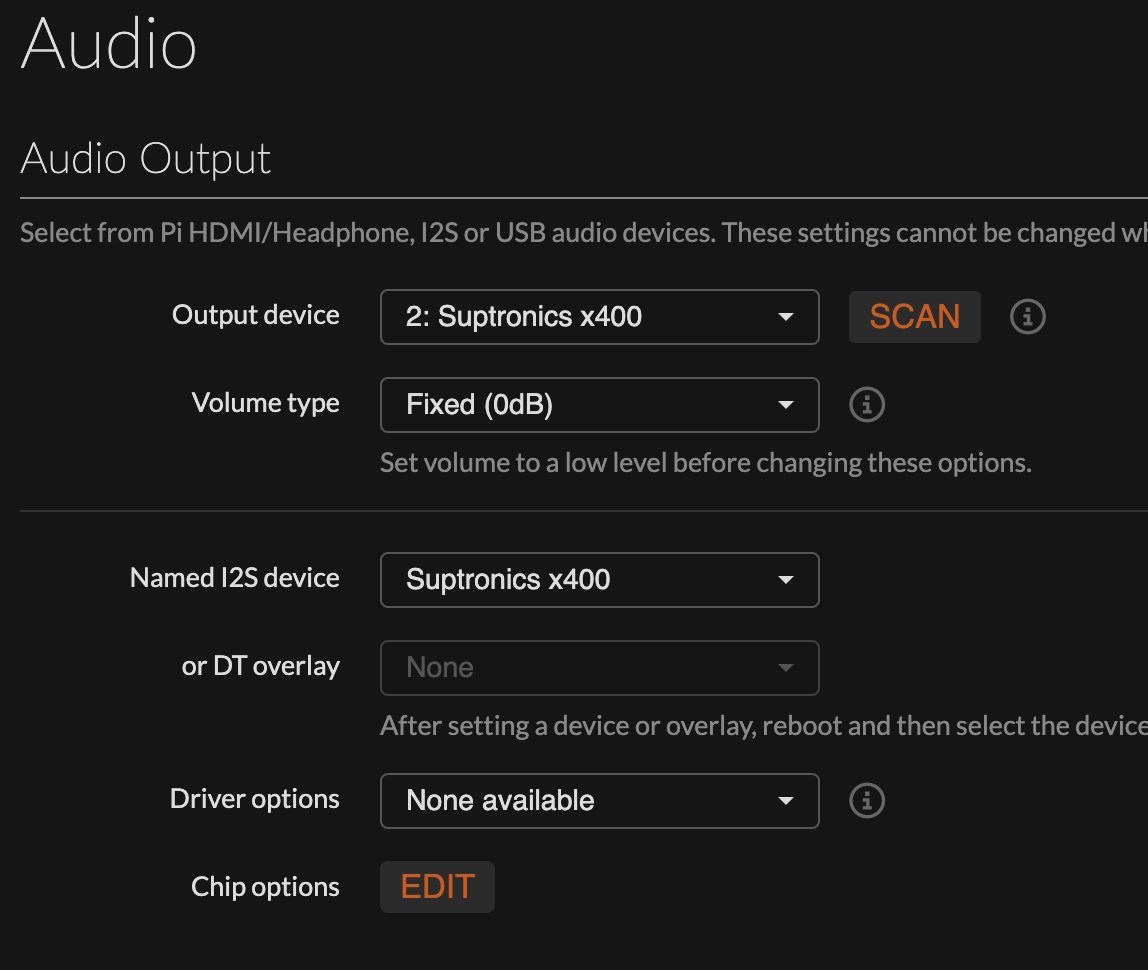 Audio
Audio Output
Select from Pi HDMI/Headphone, I2S or USB audio devices. These settings cannot be changed
Output device 2: Suptronics x400 SCAN
Volume type Fixed (0dB)
Set volume to a low level before changing these options.
Named I2S device Suptronics x400
or DT overlay None
After setting a device or overlay, reboot and then select the device
Driver options None available
Chip options EDIT